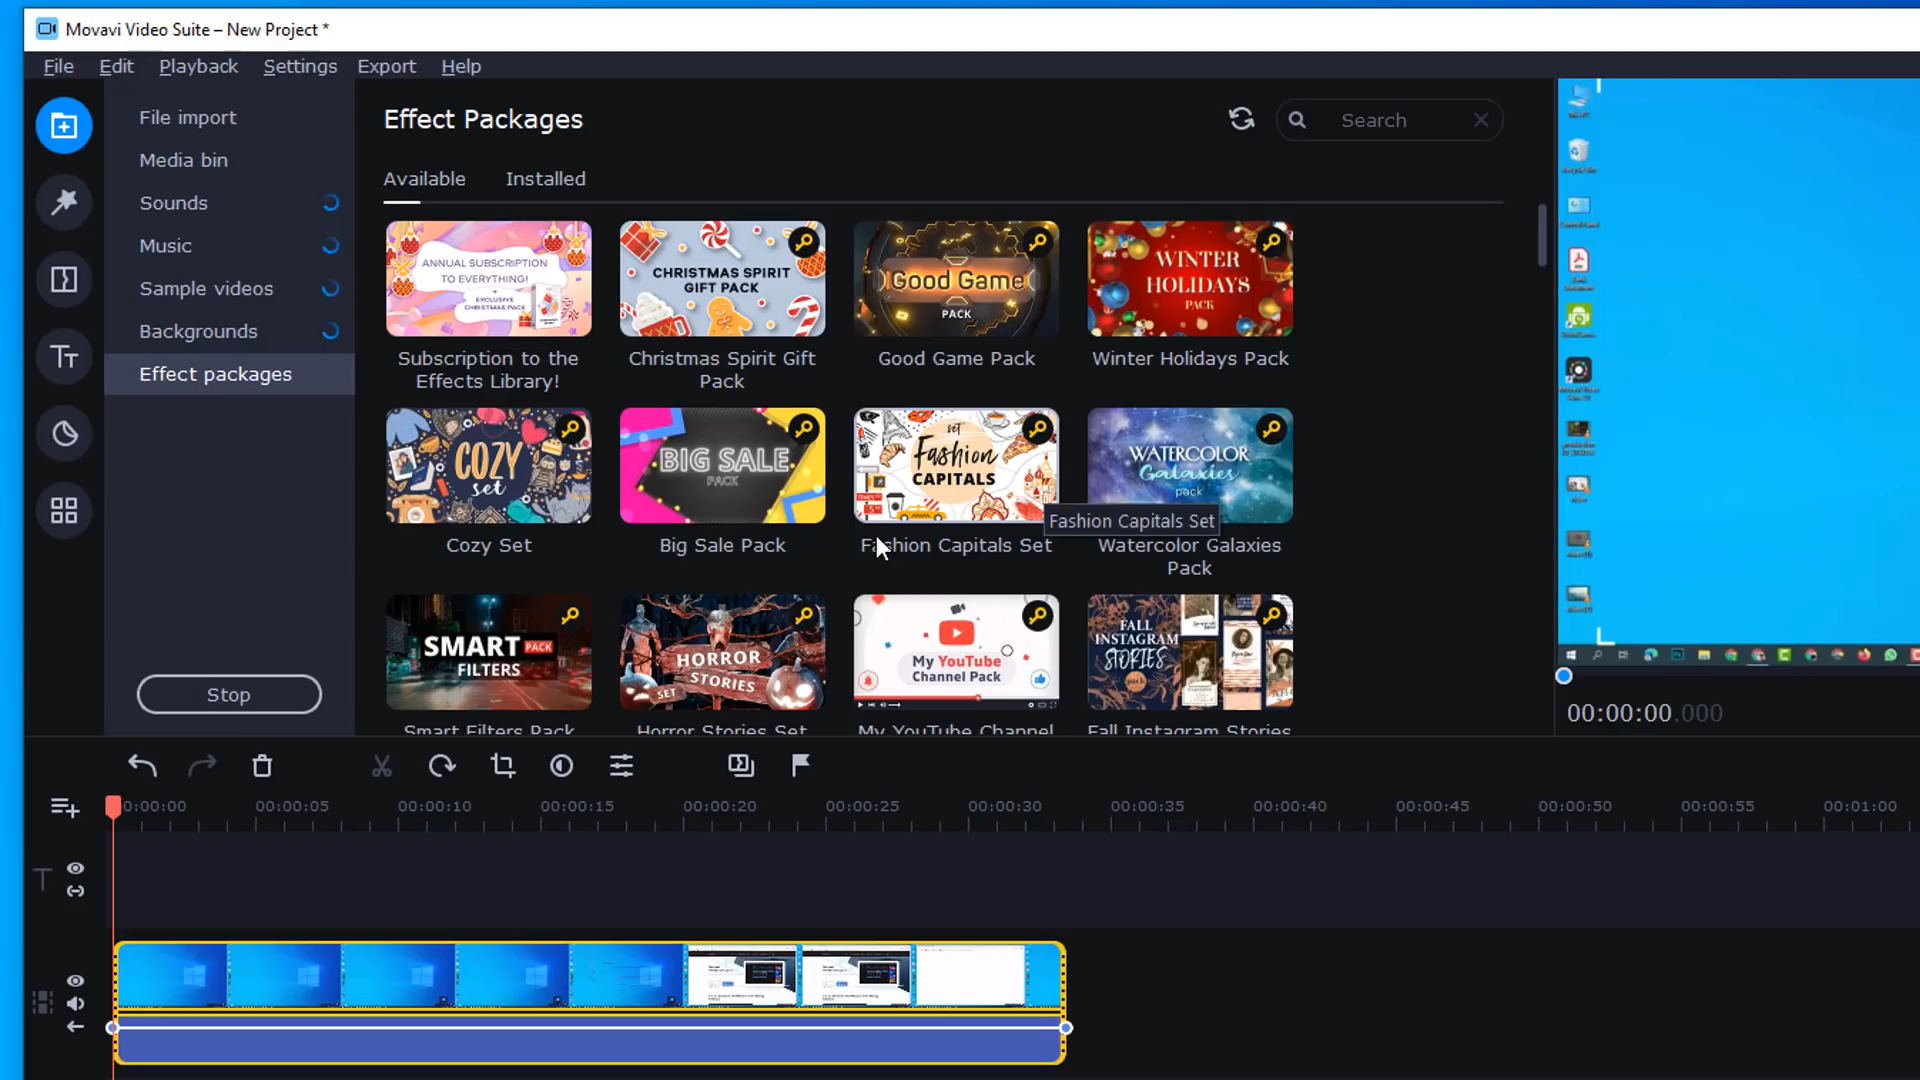 Movavi Video Suite – New Project *
File Edit Playback Settings Export Help
File import
Media bin
Sounds
Music
Sample videos
Backgrounds
Effect packages
Stop
Effect Packages
Search
Available Installed
ANNUAL SUBSCRIPTION
TO EVERYTHING!
EXCLUSIVE
CHRISTMAS PACK
Subscription to the
Effects Library!
CHRISTMAS SPIRIT
GIFT PACK
Christmas Spirit Gift
Pack
Good Game
PACK
Good Game Pack
WINTER
HOLIDAYS
PACK
Winter Holidays Pack
COZY
set
Cozy Set
BIG SALE
PACK
Big Sale Pack
set
Fashion
CAPITALS
Fashion Capitals Set
Fashion Capitals Set
WATERCOLOR
Galaxies
pack
Watercolor Galaxies
Pack
SMART PACK
FILTERS
Smart Filters Pack
HORROR
STORIES
SET
Horror Stories Set
My YouTube
Channel Pack
My YouTube Channel
FALL
INSTAGRAM
STORIES
pack
Fall Instagram Stories
00:00:00.000
0:00:00 00:00:05 00:00:10 00:00:15 00:00:20 00:00:25 00:00:30 00:00:35 00:00:40 00:00:45 00:00:50 00:00:55 00:01:00